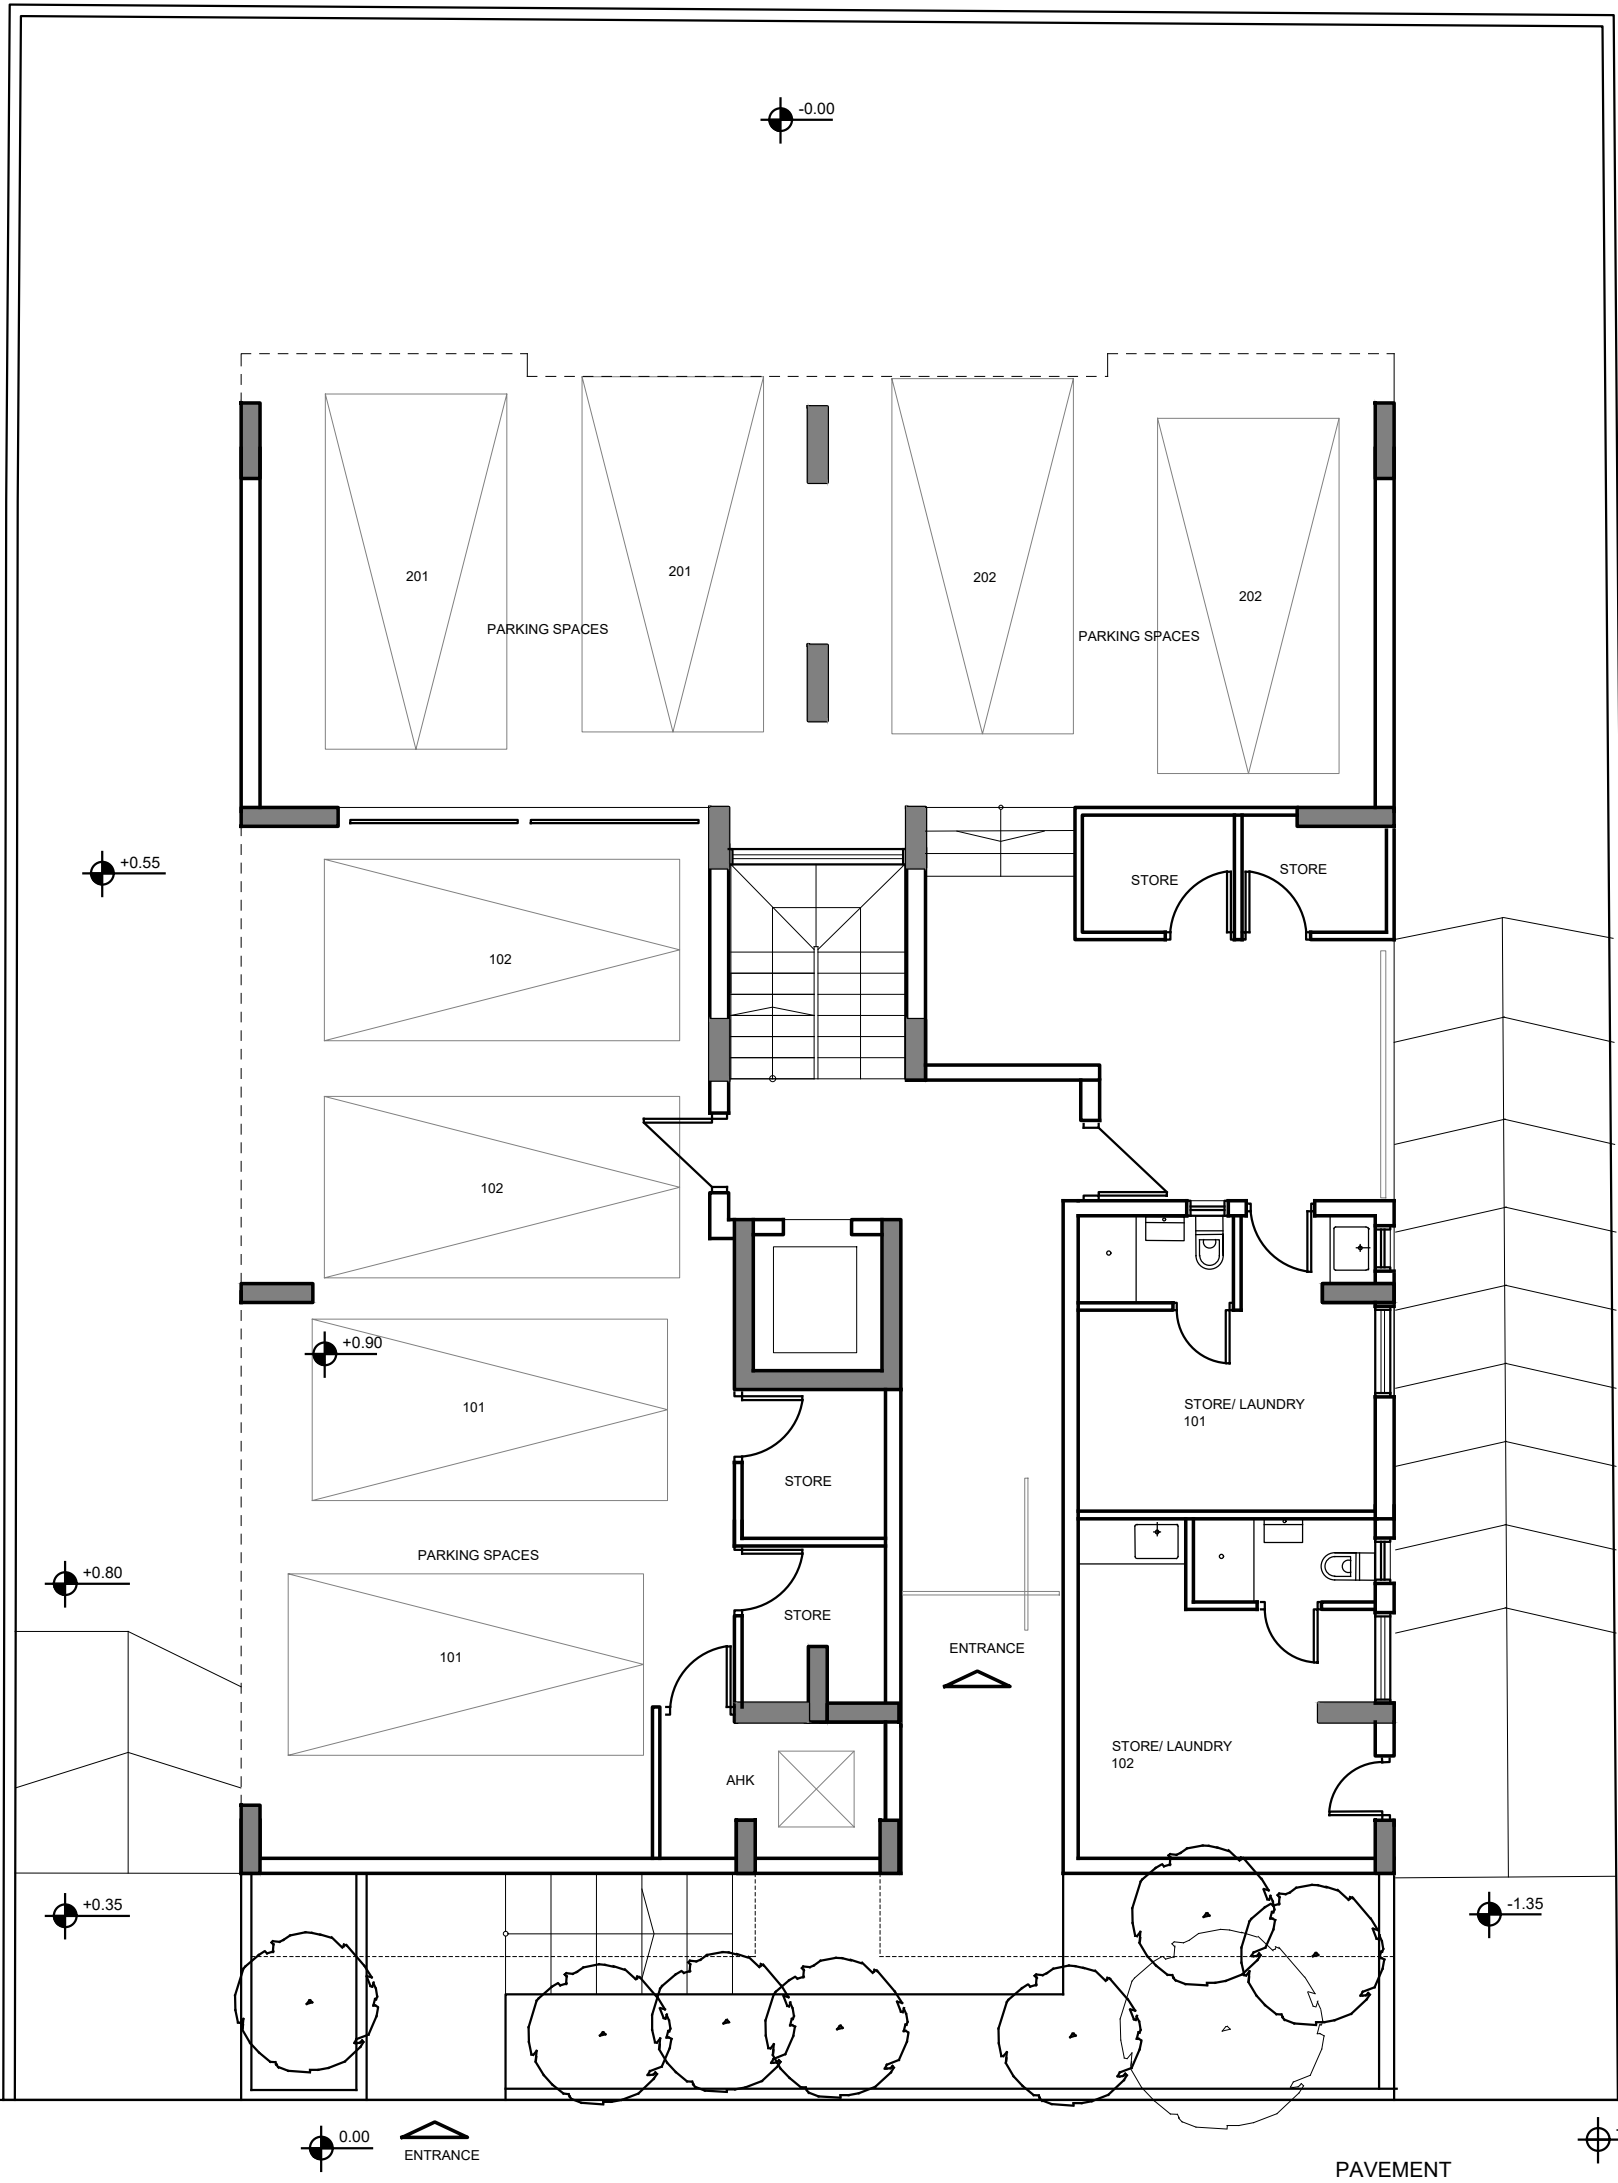 -0.00
201
201
202
202
PARKING SPACES
PARKING SPACES
+0.55
STORE
STORE
102
102
+0.90
101
STORE/ LAUNDRY
101
STORE
PARKING SPACES
+0.80
STORE
101
ENTRANCE
STORE/ LAUNDRY
102
AHK
+0.35
-1.35
0.00
ENTRANCE
PAVEMENT